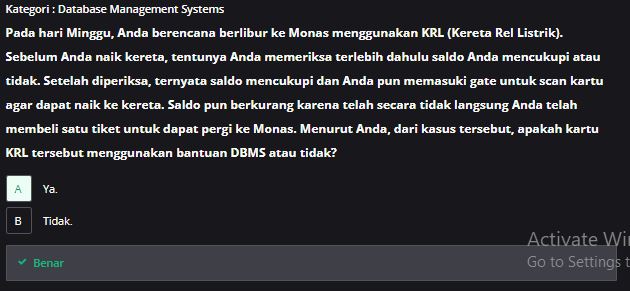 Kategori : Database Management Systems
Pada hari Minggu, Anda berencana berlibur ke Monas menggunakan KRL (Kereta Rel Listrik).
Sebelum Anda naik kereta, tentunya Anda memeriksa terlebih dahulu saldo Anda mencukupi atau
tidak. Setelah diperiksa, ternyata saldo mencukupi dan Anda pun memasuki gate untuk scan kartu
agar dapat naik ke kereta. Saldo pun berkurang karena telah secara tidak langsung Anda telah
membeli satu tiket untuk dapat pergi ke Monas. Menurut Anda, dari kasus tersebut, apakah kartu
KRL tersebut menggunakan bantuan DBMS atau tidak?
A Ya.
B Tidak.
Activate Wi
✓ Benar
Go to Settings t